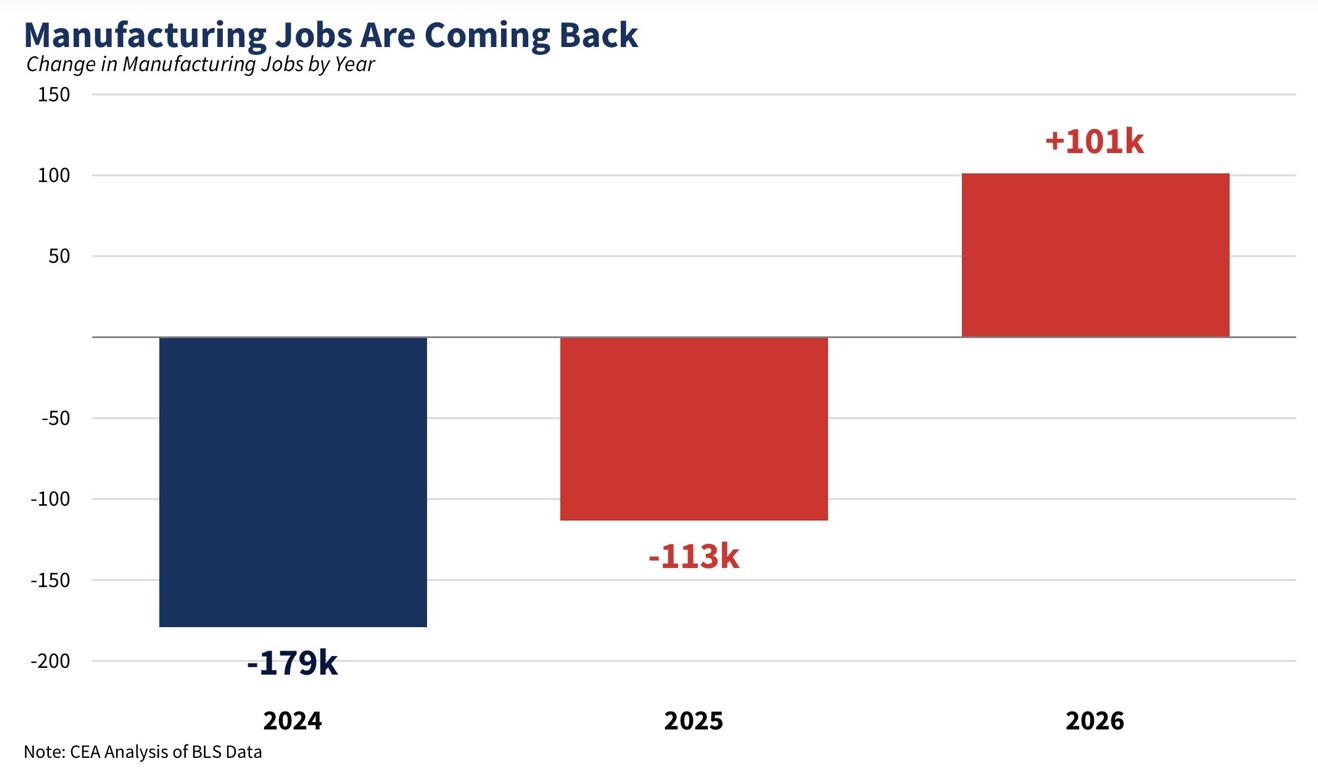 Manufacturing Jobs Are Coming Back
Change in Manufacturing Jobs by Year
150
+101k
100
50
-50
-100
-113k
-150
-179k
-200
2024 2025 2026
Note: CEA Analysis of BLS Data